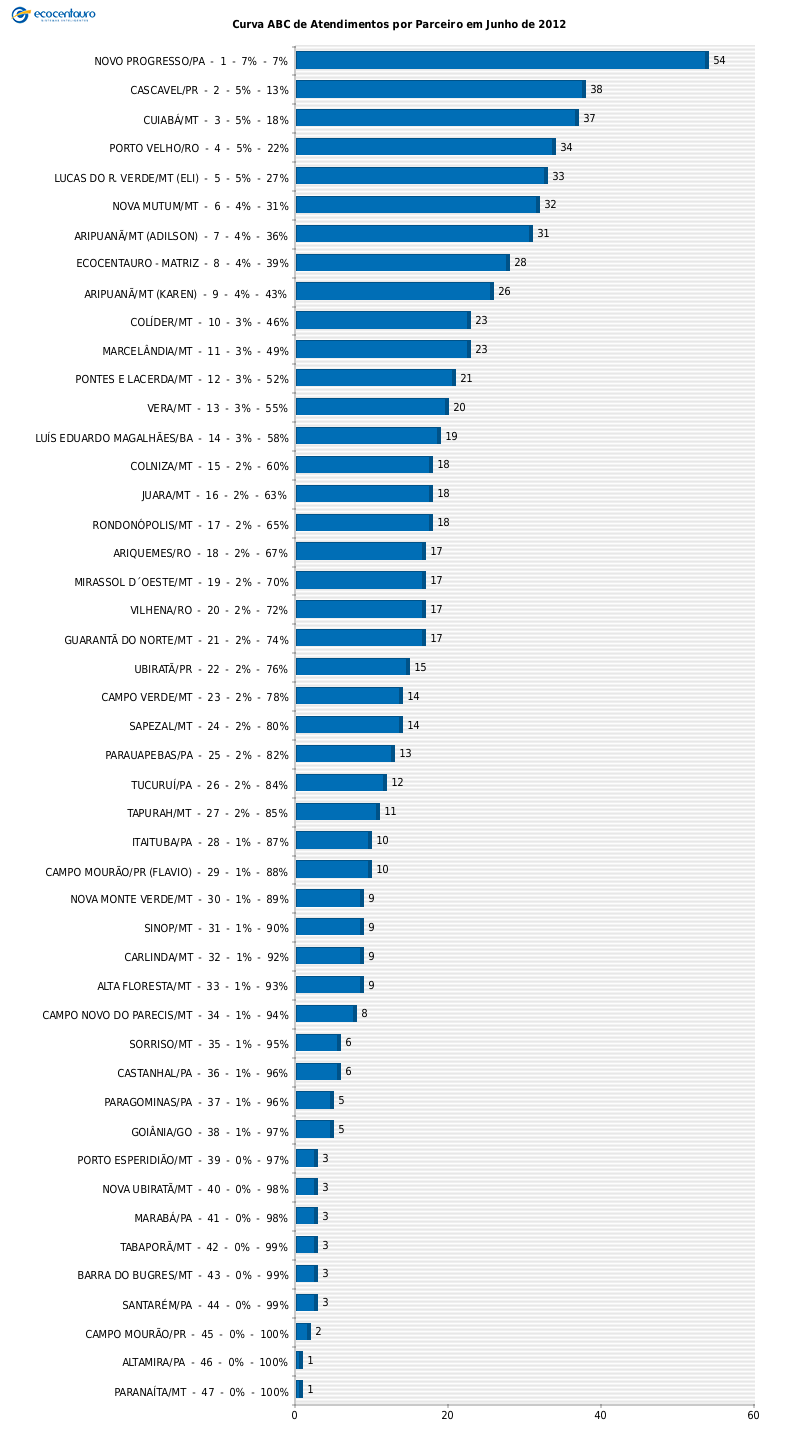 ecocentauro
Curva ABC de Atendimentos por Parceiro em Junho de 2012
NOVO PROGRESSO/PA - 1 - 7% - 7% 54
CASCAVEL/PR - 2 - 5% - 13% 38
CUIABÁ/MT - 3 - 5% - 18% 37
PORTO VELHO/RO - 4 - 5% - 22% 34
LUCAS DO R. VERDE/MT (ELI) - 5 - 5% - 27% 33
NOVA MUTUM/MT - 6 - 4% - 31% 32
ARIPUANÃ/MT (ADILSON) - 7 - 4% - 36% 31
ECOCENTAURO - MATRIZ - 8 - 4% - 39% 28
ARIPUANÃ/MT (KAREN) - 9 - 4% - 43% 26
COLÍDER/MT - 10 - 3% - 46% 23
MARCELÂNDIA/MT - 11 - 3% - 49% 23
PONTES E LACERDA/MT - 12 - 3% - 52% 21
VERA/MT - 13 - 3% - 55% 20
LUÍS EDUARDO MAGALHÃES/BA - 14 - 3% - 58% 19
COLNIZA/MT - 15 - 2% - 60% 18
JUARA/MT - 16 - 2% - 63% 18
RONDONÓPOLIS/MT - 17 - 2% - 65% 18
ARIQUEMES/RO - 18 - 2% - 67% 17
MIRASSOL D´OESTE/MT - 19 - 2% - 70% 17
VILHENA/RO - 20 - 2% - 72% 17
GUARANTÃ DO NORTE/MT - 21 - 2% - 74% 17
UBIRATÃ/PR - 22 - 2% - 76% 15
CAMPO VERDE/MT - 23 - 2% - 78% 14
SAPEZAL/MT - 24 - 2% - 80% 14
PARAUAPEBAS/PA - 25 - 2% - 82% 13
TUCURUÍ/PA - 26 - 2% - 84% 12
TAPURAH/MT - 27 - 2% - 85% 11
ITAITUBA/PA - 28 - 1% - 87% 10
CAMPO MOURÃO/PR (FLAVIO) - 29 - 1% - 88% 10
NOVA MONTE VERDE/MT - 30 - 1% - 89% 9
SINOP/MT - 31 - 1% - 90% 9
CARLINDA/MT - 32 - 1% - 92% 9
ALTA FLORESTA/MT - 33 - 1% - 93% 9
CAMPO NOVO DO PARECIS/MT - 34 - 1% - 94% 8
SORRISO/MT - 35 - 1% - 95% 6
CASTANHAL/PA - 36 - 1% - 96% 6
PARAGOMINAS/PA - 37 - 1% - 96% 5
GOIÂNIA/GO - 38 - 1% - 97% 5
PORTO ESPERIDIÃO/MT - 39 - 0% - 97% 3
NOVA UBIRATÃ/MT - 40 - 0% - 98% 3
MARABÁ/PA - 41 - 0% - 98% 3
TABAPORÃ/MT - 42 - 0% - 99% 3
BARRA DO BUGRES/MT - 43 - 0% - 99% 3
SANTARÉM/PA - 44 - 0% - 99% 3
CAMPO MOURÃO/PR - 45 - 0% - 100% 2
ALTAMIRA/PA - 46 - 0% - 100% 1
PARANAÍTA/MT - 47 - 0% - 100% 1
0 20 40 60